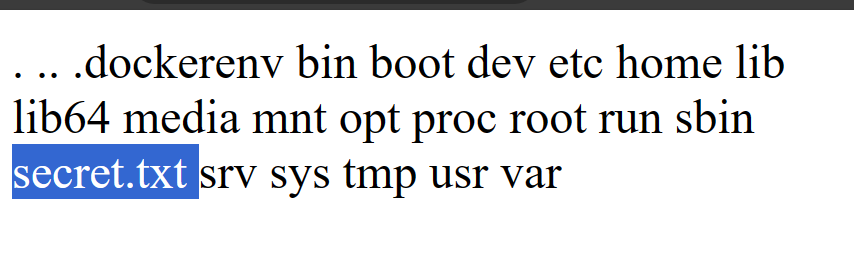 . .. .dockerenv bin boot dev etc home lib
lib64 media mnt opt proc root run sbin
secret.txt srv sys tmp usr var